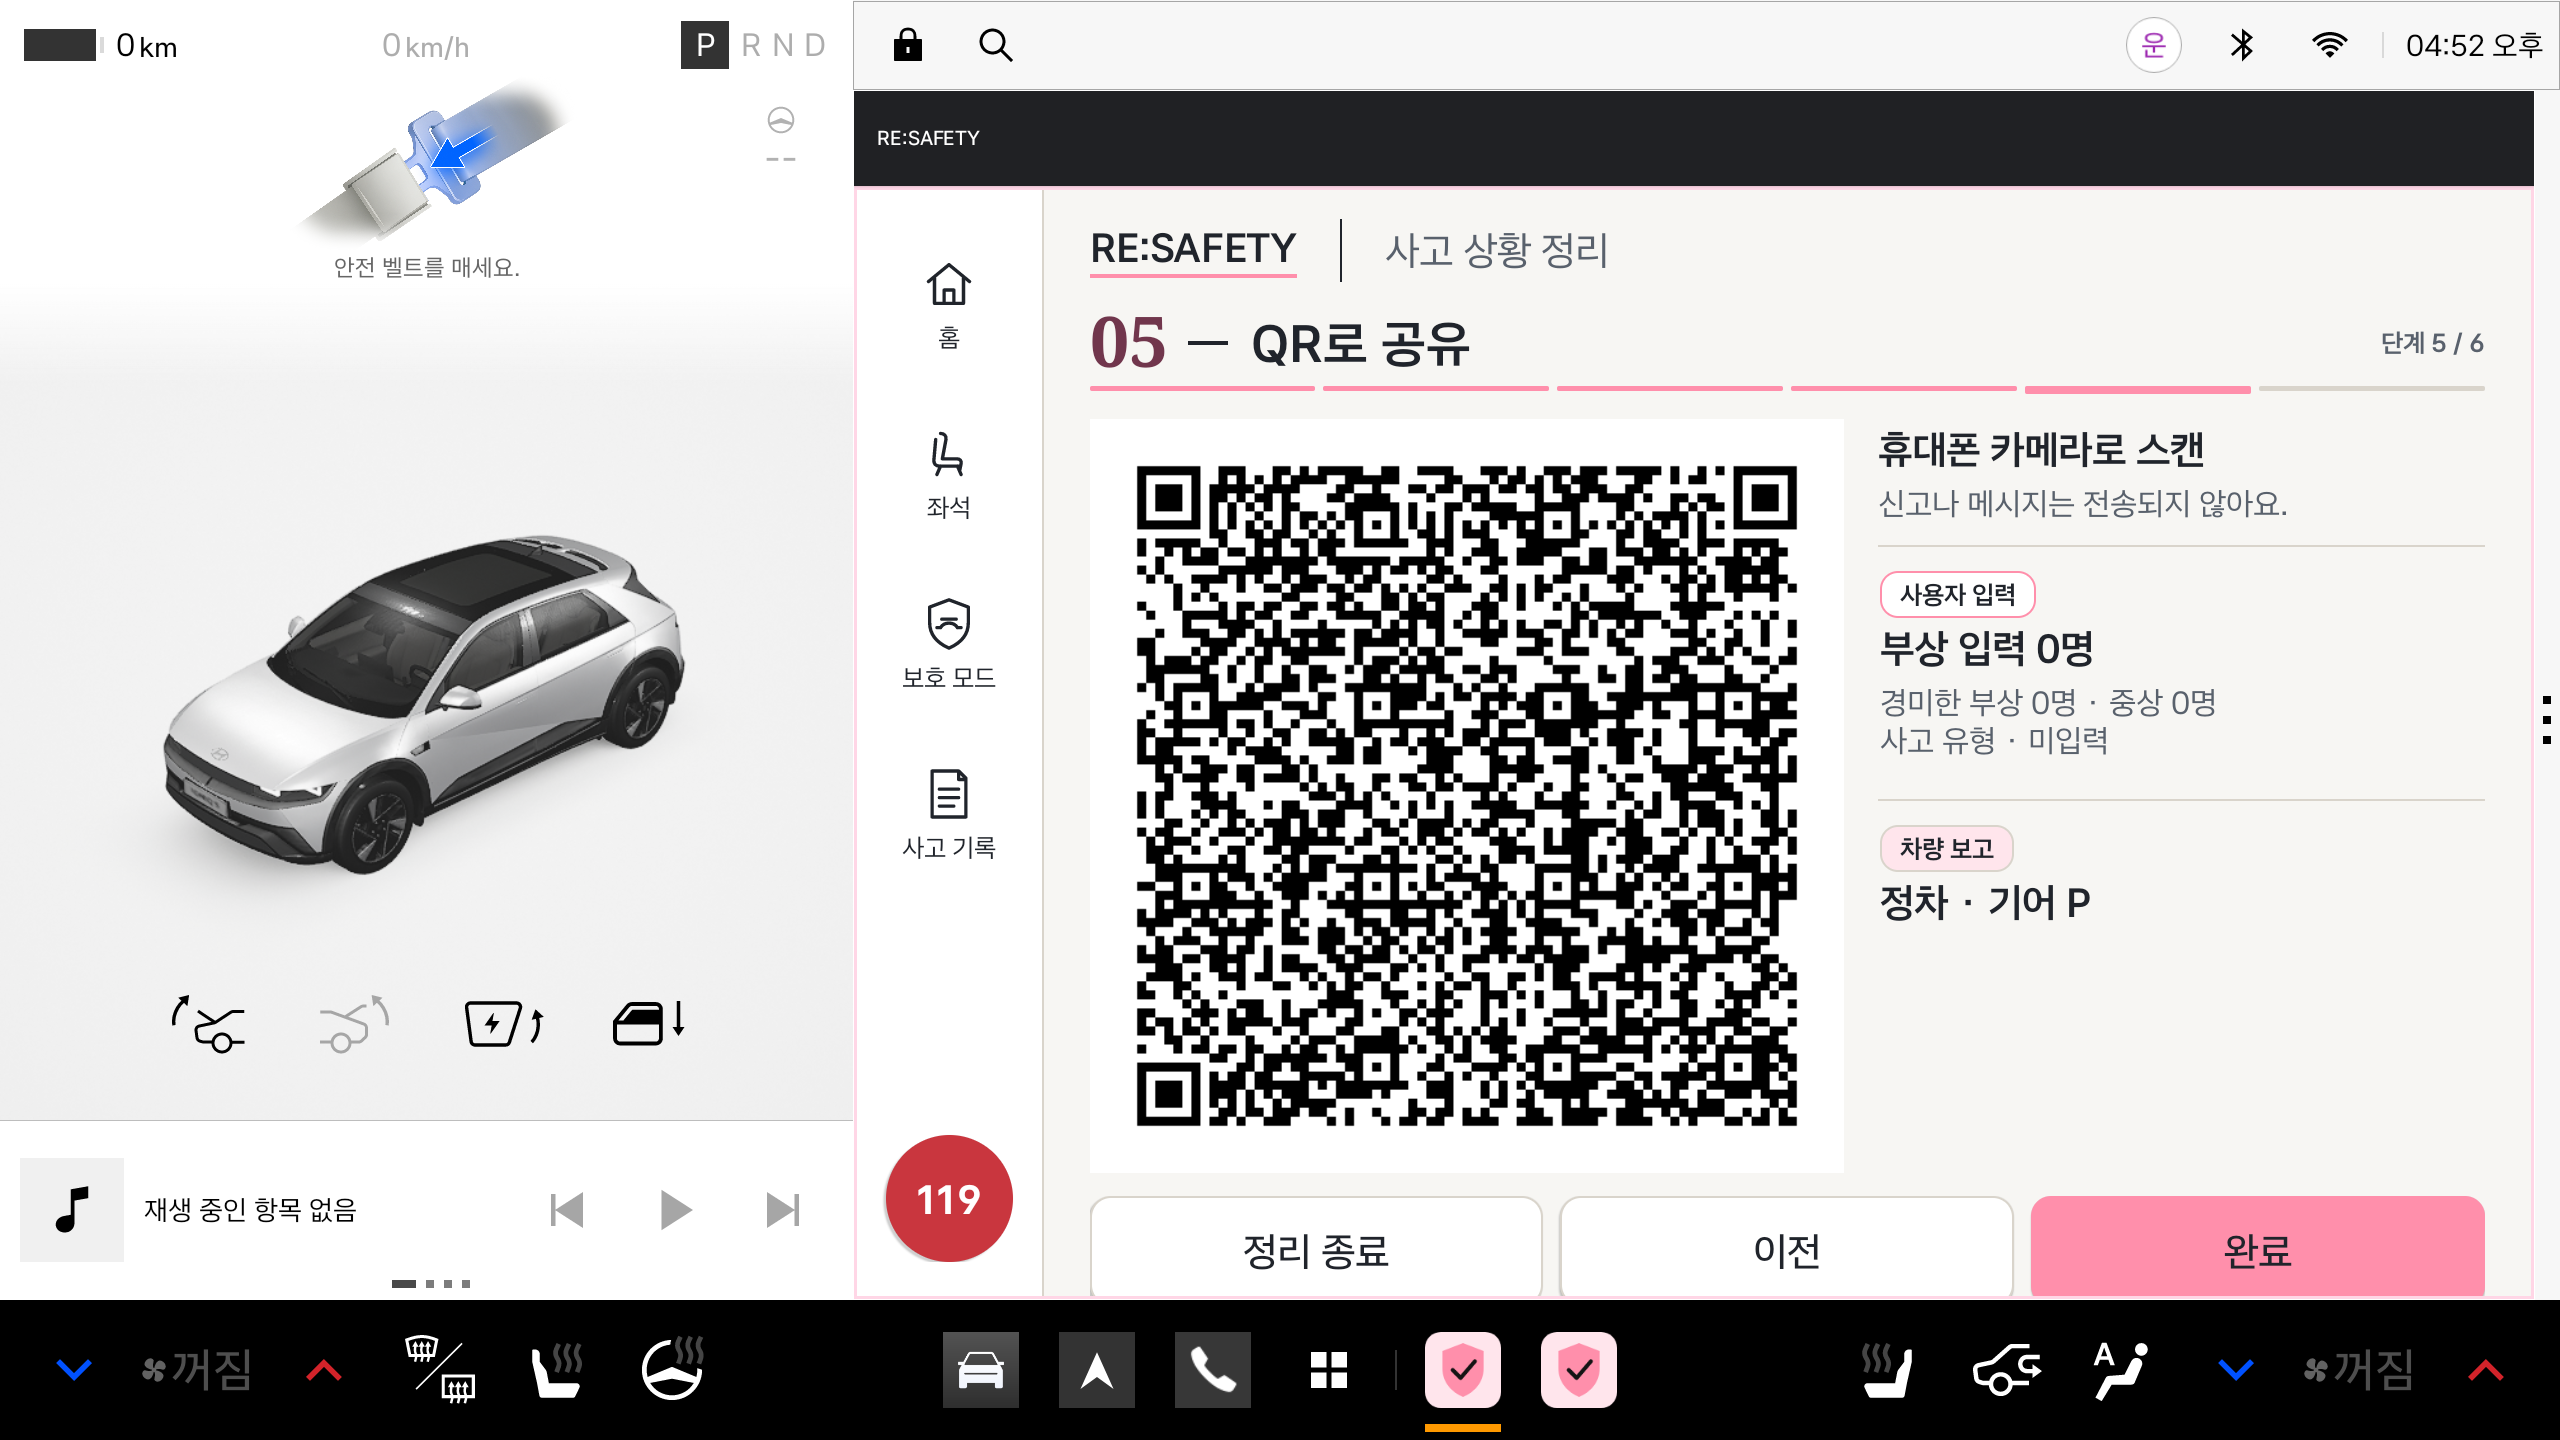 0 km
0 km/h
P R N D
안전 벨트를 매세요.
재생 중인 항목 없음
운
04:52 오후
RE:SAFETY
홈
좌석
보호 모드
사고 기록
119
RE:SAFETY
사고 상황 정리
05 — QR로 공유
단계 5 / 6
휴대폰 카메라로 스캔
신고나 메시지는 전송되지 않아요.
사용자 입력
부상 입력 0명
경미한 부상 0명 · 중상 0명
사고 유형 · 미입력
차량 보고
정차 · 기어 P
정리 종료
이전
완료
꺼짐
A
꺼짐